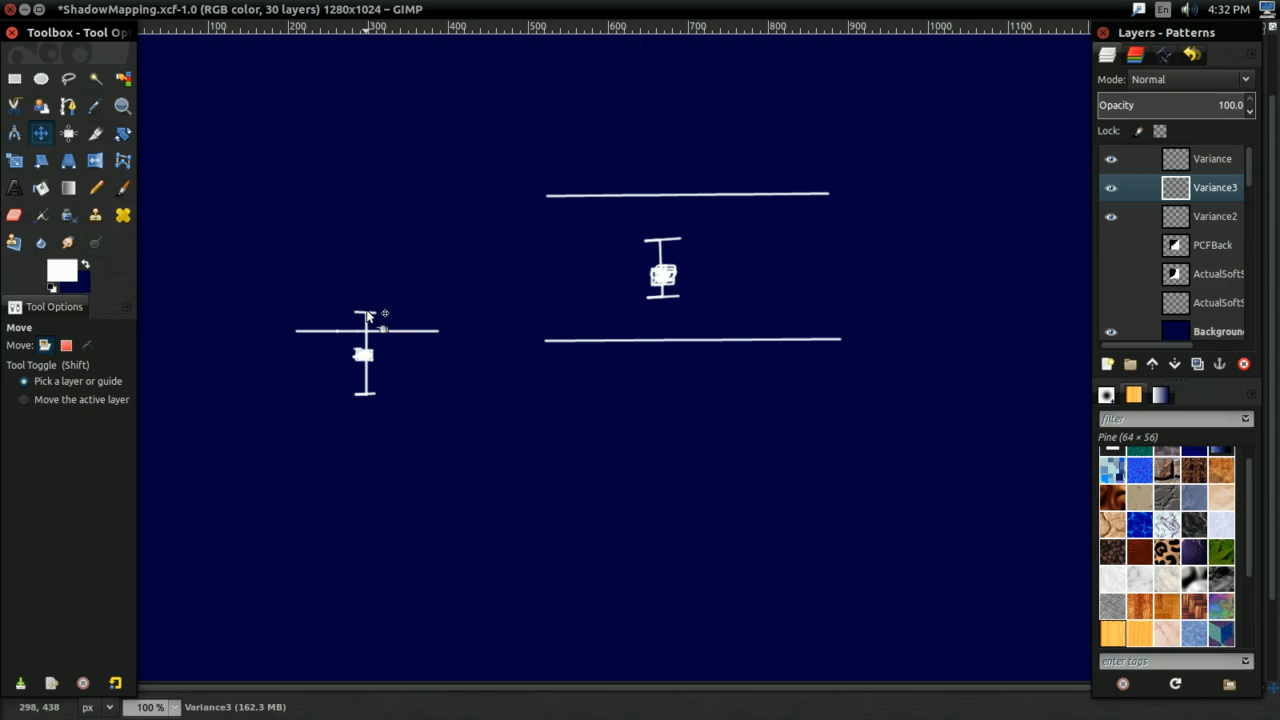 *ShadowMapping.xcf-1.0 (RGB color, 30 layers) 1280x1024 – GIMP
En
4:32 PM
Toolbox - Tool Op
100 200 300 400 500 600 700 800 900 1000 1100
Layers - Patterns
Mode: Normal
Opacity 100.0
Lock:
Variance
Variance3
Variance2
PCFBack
ActualSoftS
ActualSoftS
Background
Tool Options
Move
Move:
Tool Toggle (Shift)
Pick a layer or guide
Move the active layer
filter
Pine (64 × 56)
enter tags
298, 438 px 100 % Variance3 (162.3 MB)